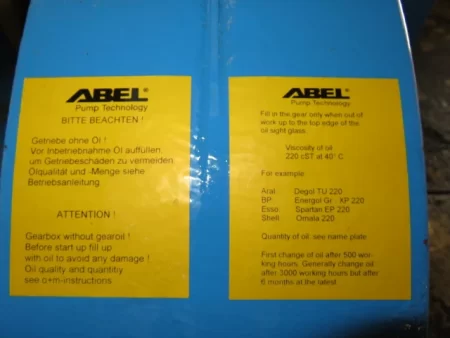 ABEL®
Pump Technology
BITTE BEACHTEN !
Getriebe ohne Öl !
Vor Inbetriebnahme Öl auffüllen,
um Getriebeschäden zu vermeiden.
Ölqualität und -Menge siehe
Betriebsanleitung
ATTENTION !
Gearbox without gearoil !
Before start up fill up
with oil to avoid any damage !
Oil quality and quantity
see o+m-instructions
ABEL®
Pump Technology
Fill in the gear only when out of
work up to the top edge of the
oil sight glass.
Viscosity of oil
220 cST at 40° C
For example
Aral: Degol TU 220
BP: Energol Gr. XP 220
Esso: Spartan EP 220
Shell: Omala 220
Quantity of oil: see name plate
First change of oil after 500 wor-
king hours. Generally change oil
after 3000 working hours but after
6 months at the latest